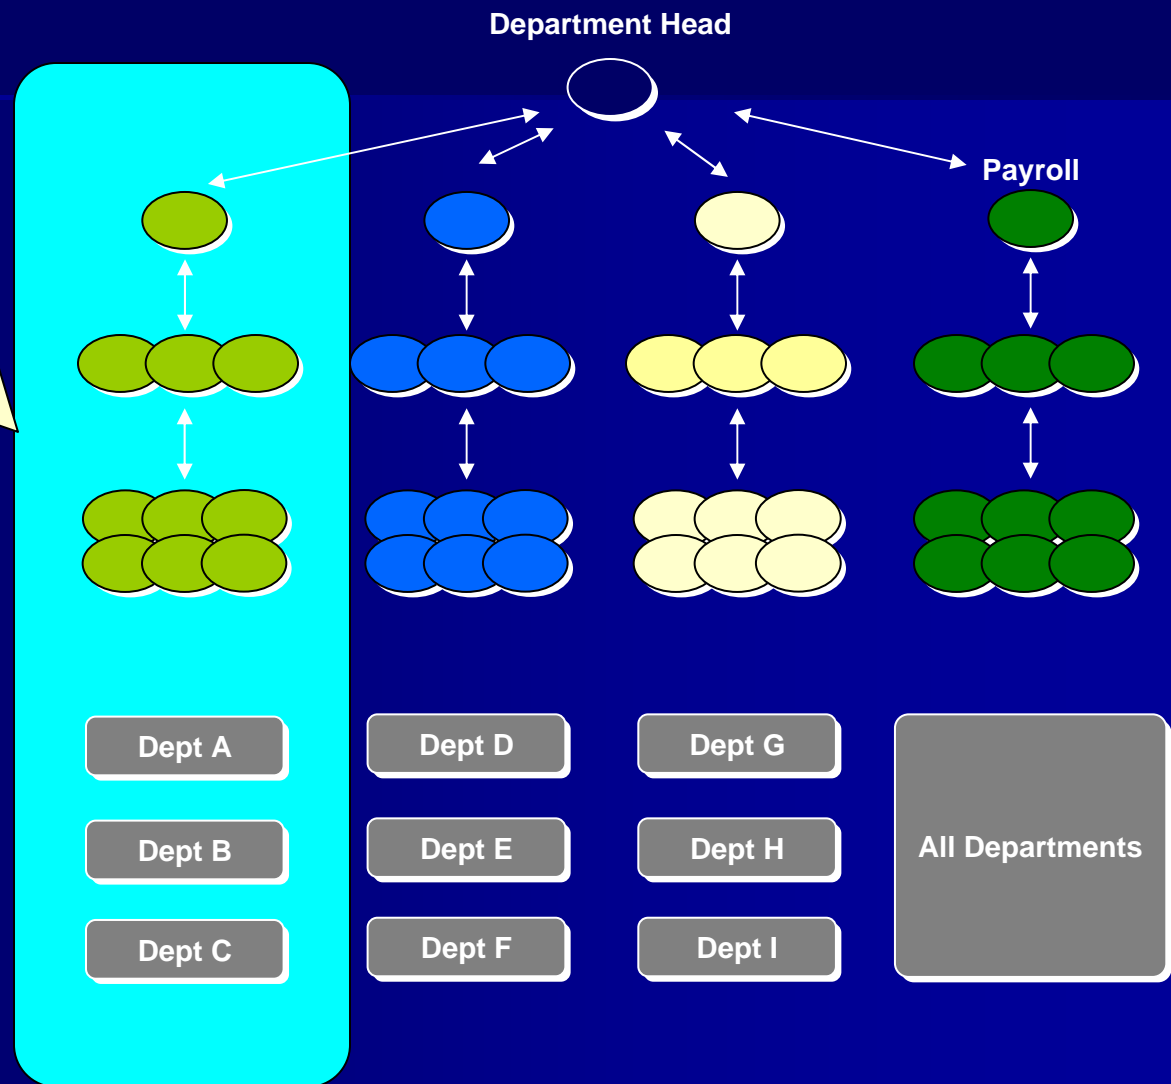 Department Head
Payroll
Dept A
Dept D
Dept G
All Departments
Dept B
Dept E
Dept H
Dept C
Dept F
Dept I